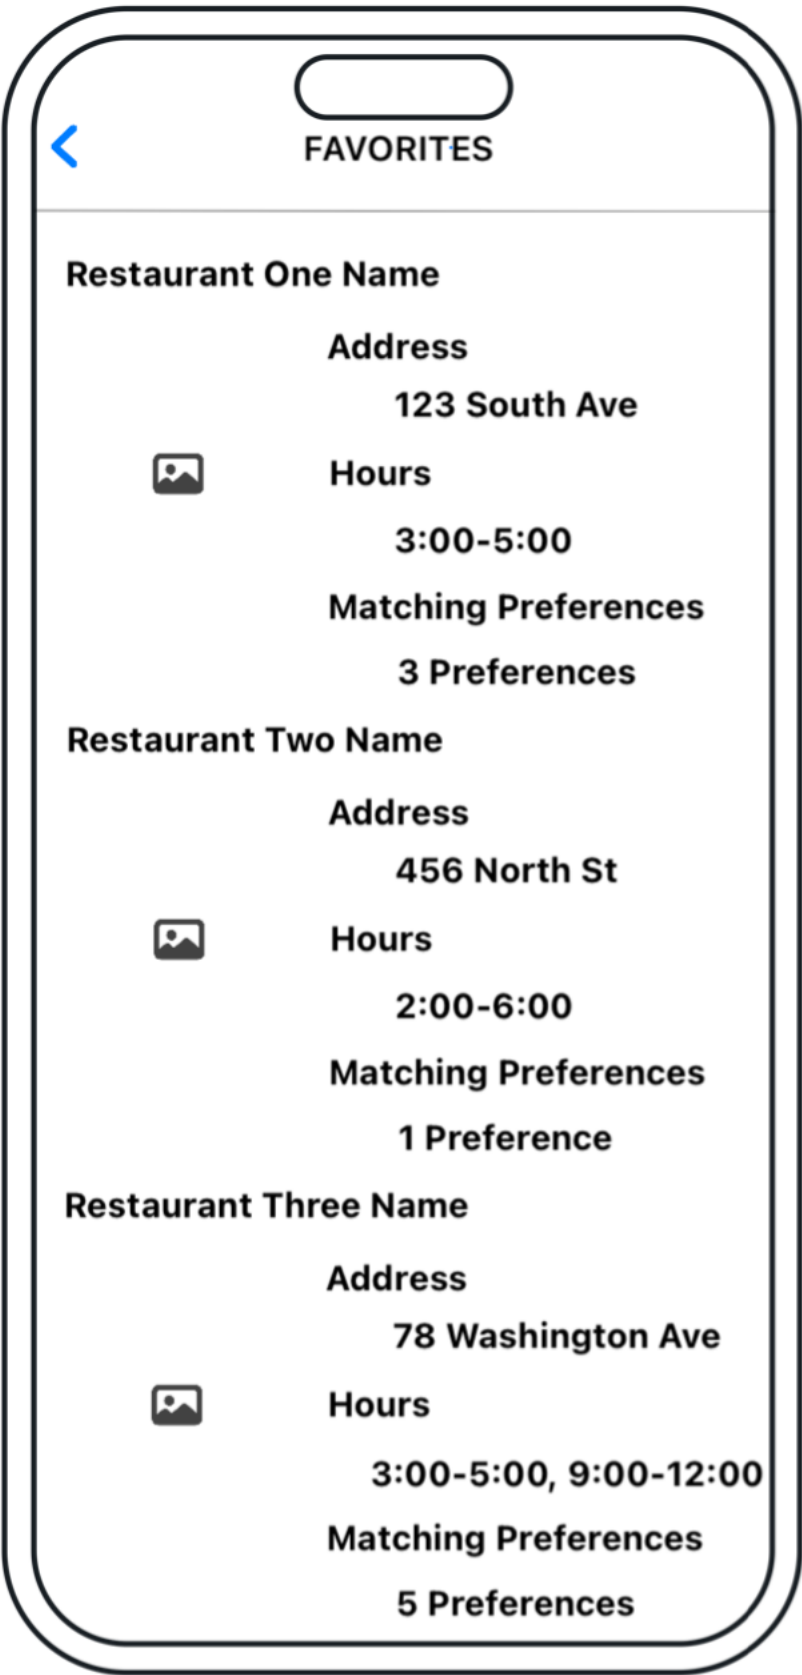 FAVORITES
Restaurant One Name
Address
123 South Ave
Hours
3:00-5:00
Matching Preferences
3 Preferences
Restaurant Two Name
Address
456 North St
Hours
2:00-6:00
Matching Preferences
1 Preference
Restaurant Three Name
Address
78 Washington Ave
Hours
3:00-5:00, 9:00-12:00
Matching Preferences
5 Preferences